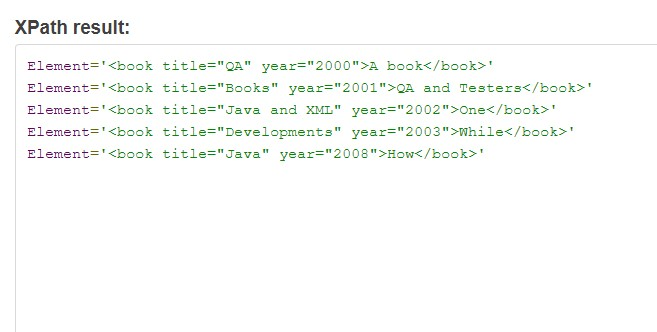 XPath result:
Element='<book title="QA" year="2000">A book</book>'
Element='<book title="Books" year="2001">QA and Testers</book>'
Element='<book title="Java and XML" year="2002">One</book>'
Element='<book title="Developments" year="2003">While</book>'
Element='<book title="Java" year="2008">How</book>'